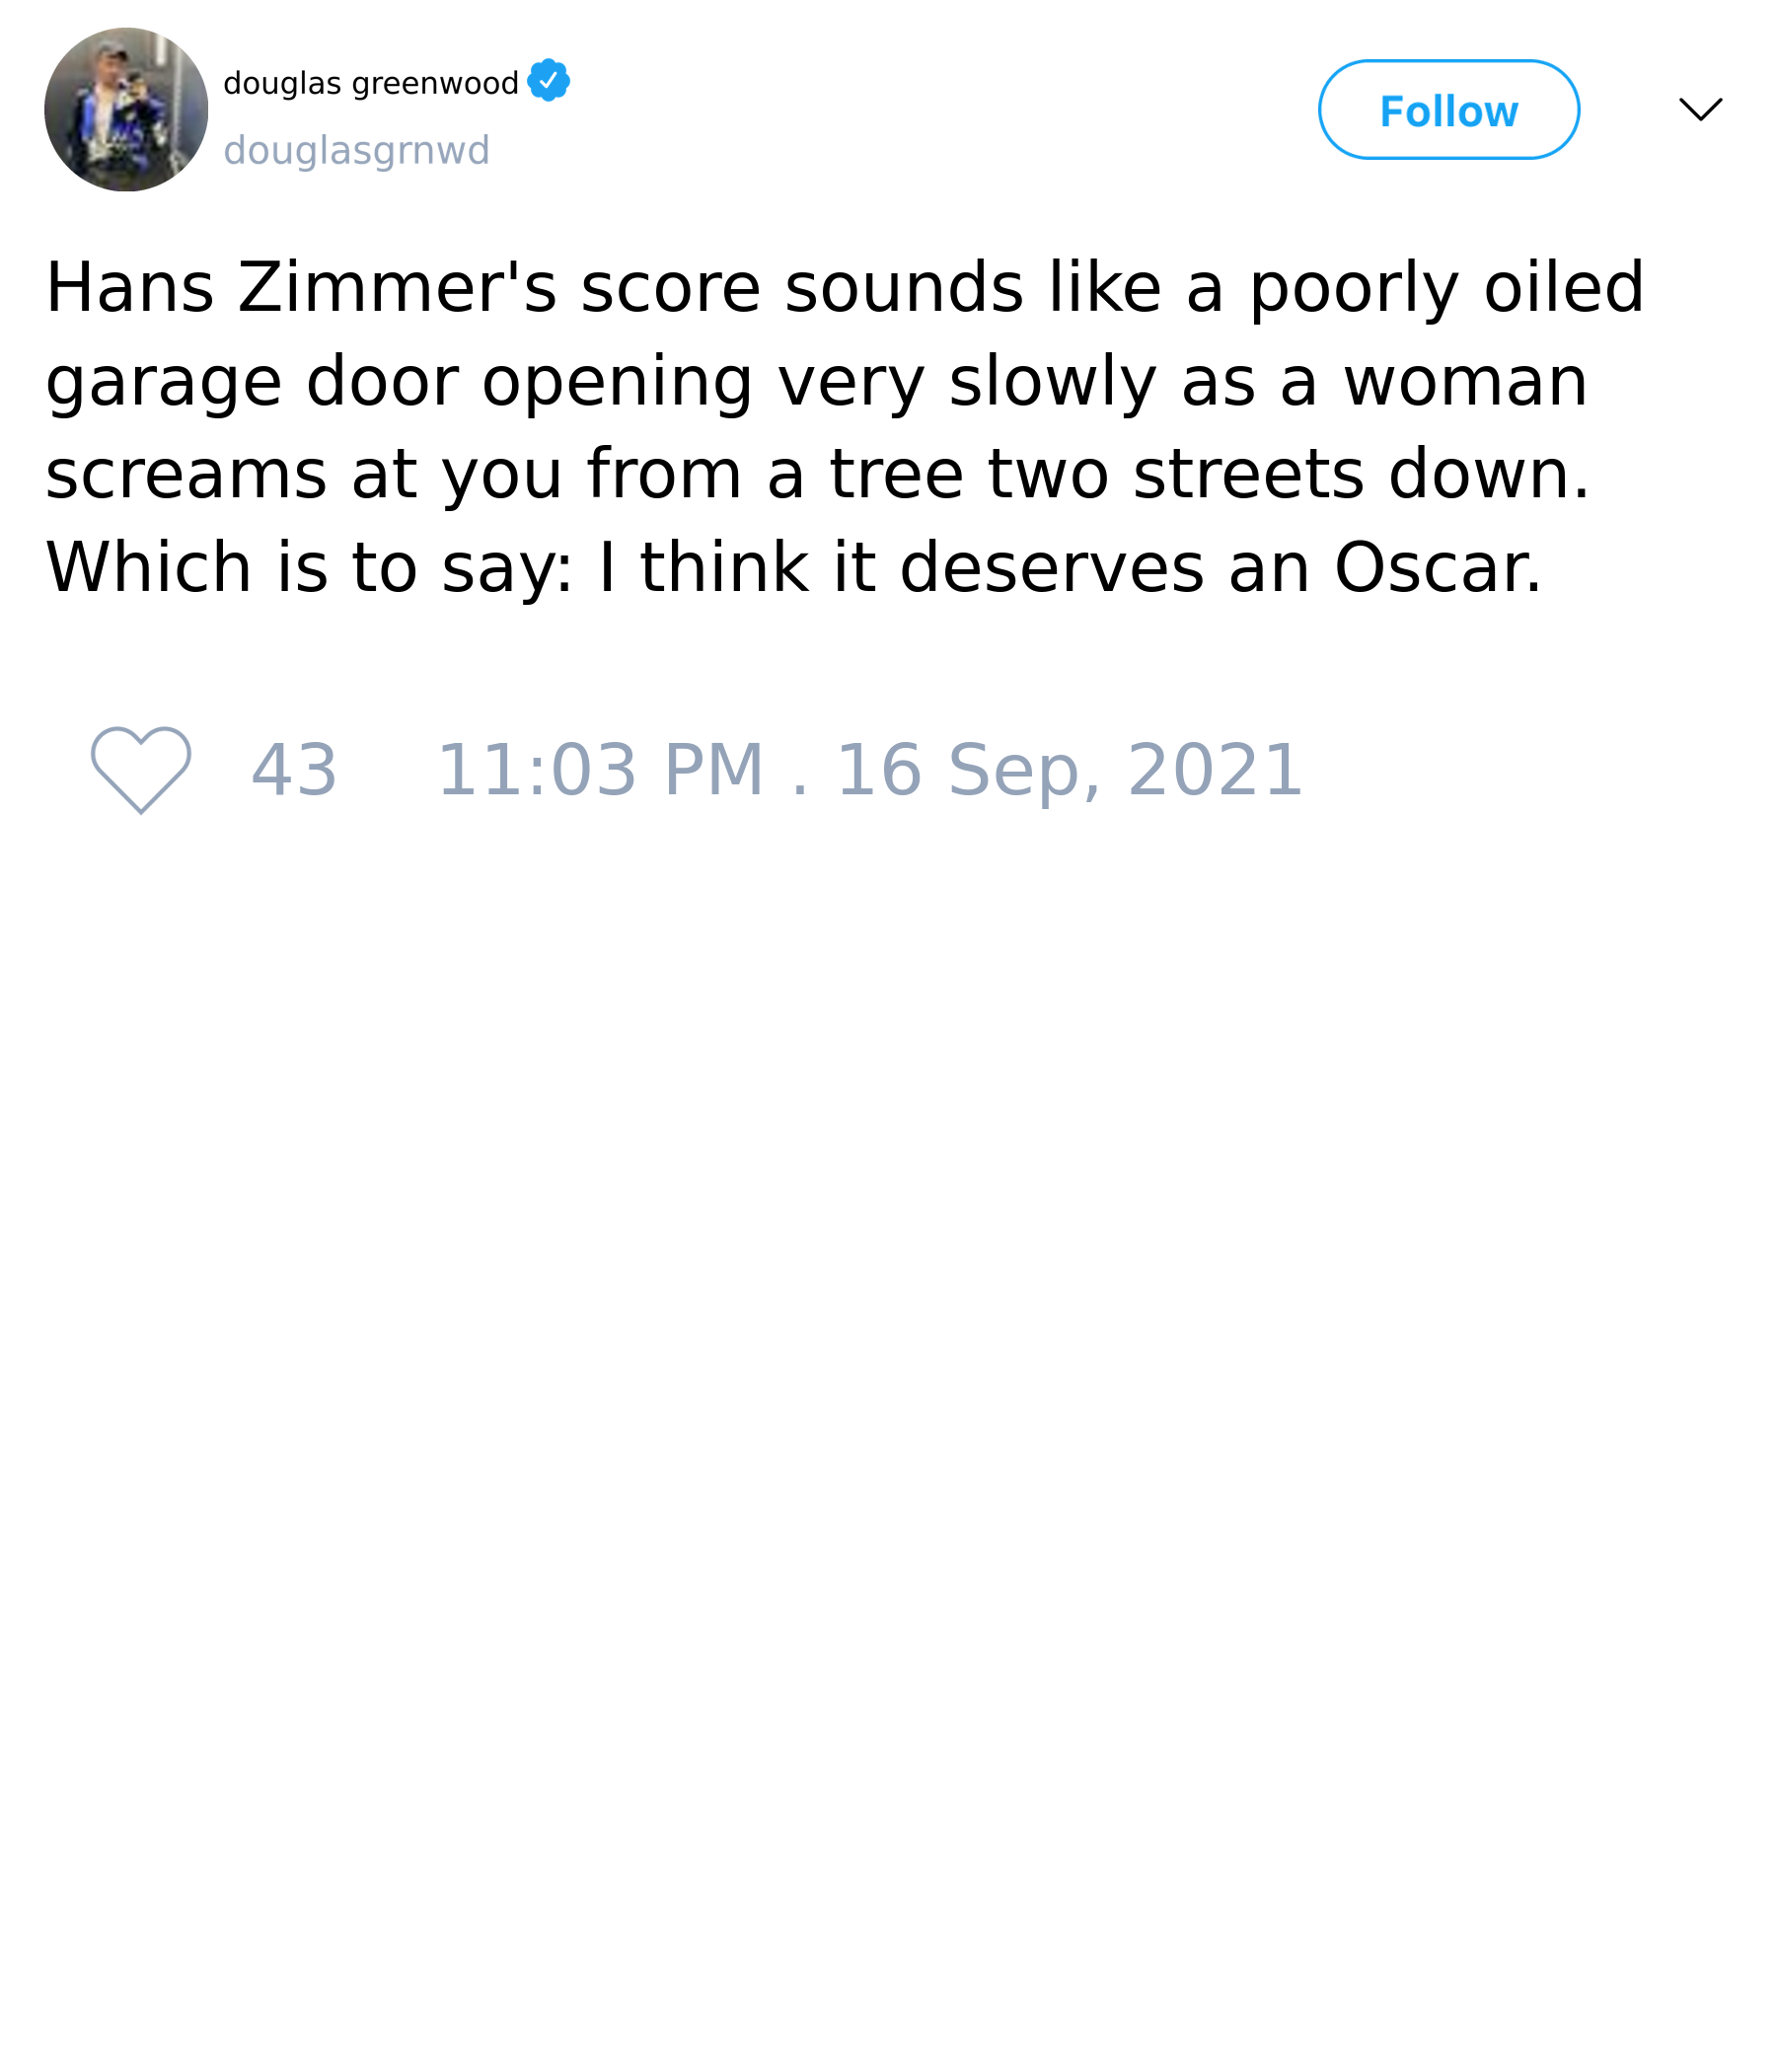 douglas greenwood
douglasgrnwd
Follow
Hans Zimmer's score sounds like a poorly oiled
garage door opening very slowly as a woman
screams at you from a tree two streets down.
Which is to say: I think it deserves an Oscar.
43 11:03 PM . 16 Sep, 2021